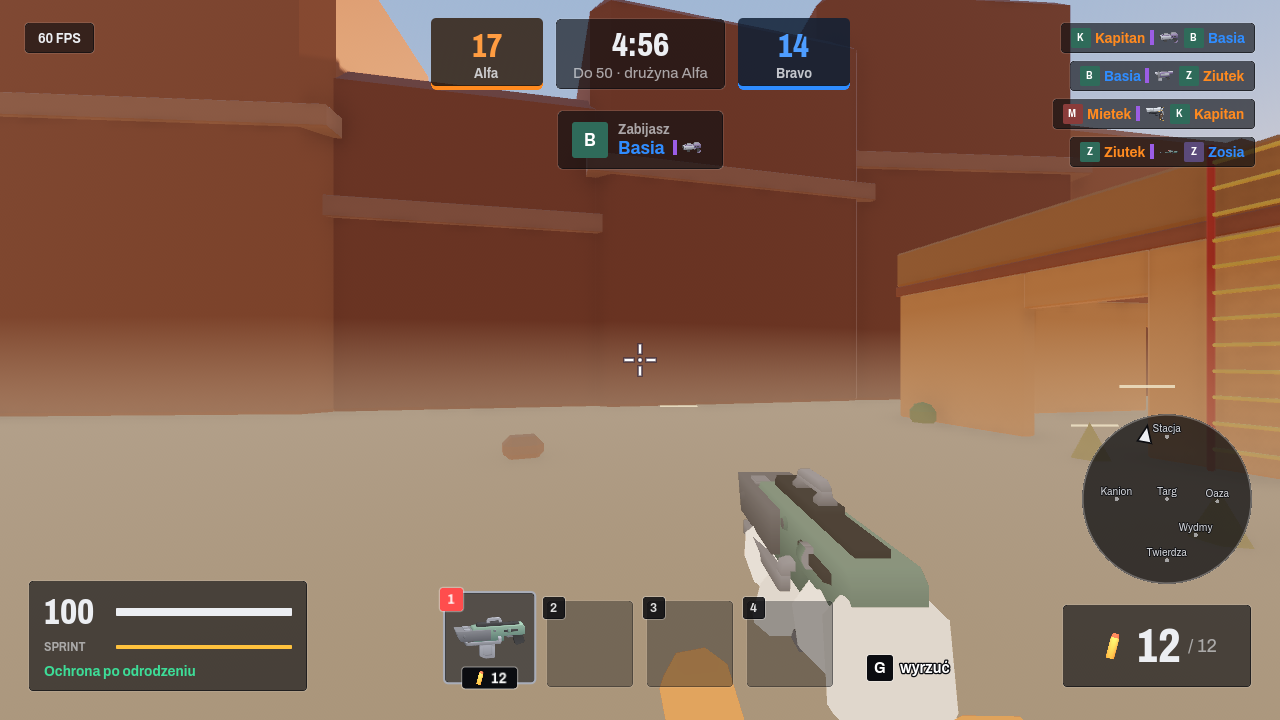 60 FPS
17
Alfa
4:56
Do 50 · drużyna Alfa
14
Bravo
K Kapitan B Basia
B Basia Z Ziutek
M Mietek K Kapitan
Z Ziutek Z Zosia
B
Zabijasz
Basia
Stacja
Kanion
Targ
Oaza
Wydmy
Twierdza
100
SPRINT
Ochrona po odrodzeniu
1
12
2
3
4
G wyrzuć
12 / 12